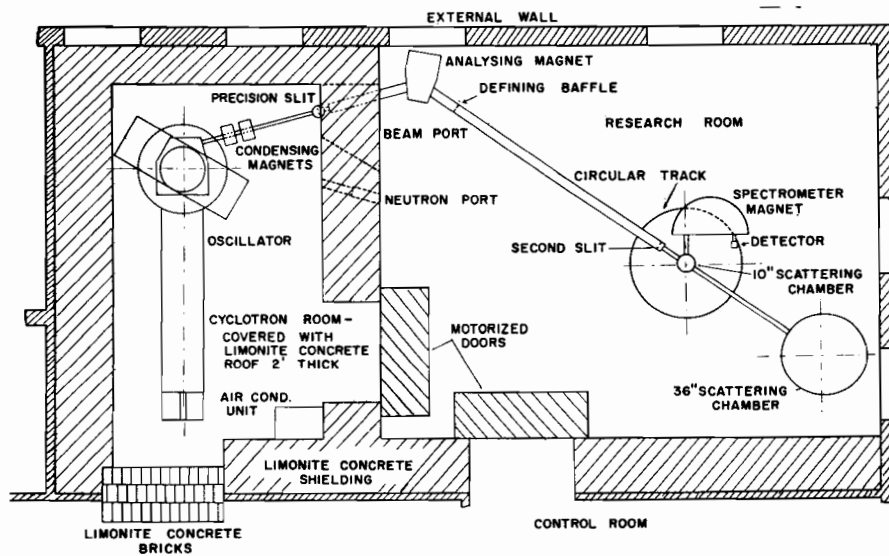 EXTERNAL WALL
ANALYSING MAGNET
PRECISION SLIT
DEFINING BAFFLE
RESEARCH ROOM
BEAM PORT
CONDENSING
MAGNETS
CIRCULAR TRACK
SPECTROMETER
MAGNET
NEUTRON PORT
OSCILLATOR
SECOND SLIT
DETECTOR
10" SCATTERING
CHAMBER
CYCLOTRON ROOM –
COVERED WITH
LIMONITE CONCRETE
ROOF 2' THICK
MOTORIZED
DOORS
AIR COND.
UNIT
36" SCATTERING
CHAMBER
LIMONITE CONCRETE
SHIELDING
LIMONITE CONCRETE
BRICKS
CONTROL ROOM